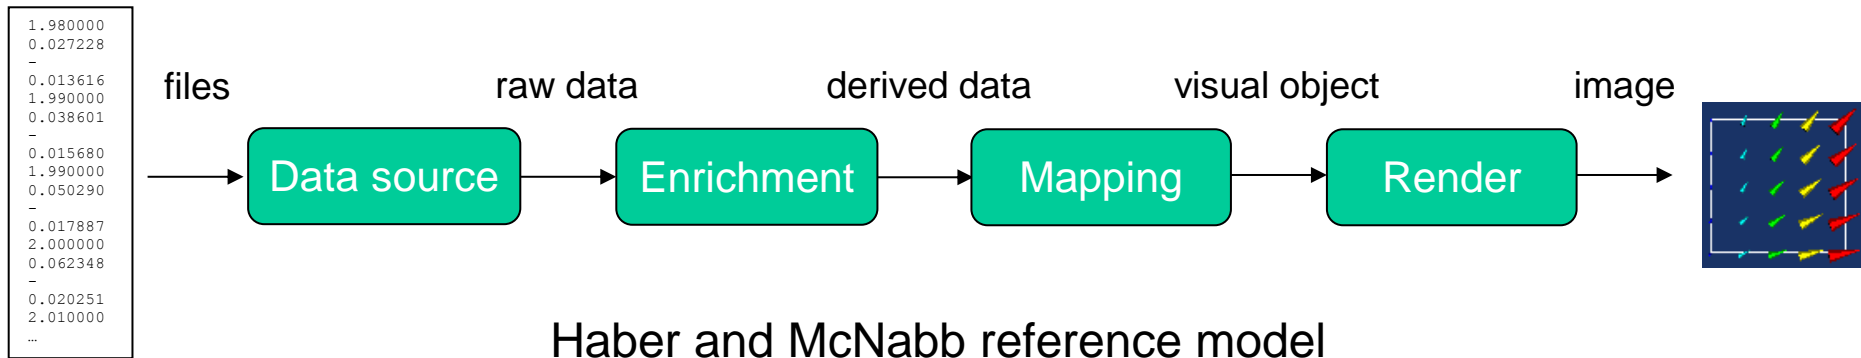 1.980000
0.027228
-
0.013616
1.990000
0.038601
-
0.015680
1.990000
0.050290
-
0.017887
2.000000
0.062348
-
0.020251
2.010000
…
files
raw data
derived data
visual object
image
Data source
Enrichment
Mapping
Render
Haber and McNabb reference model